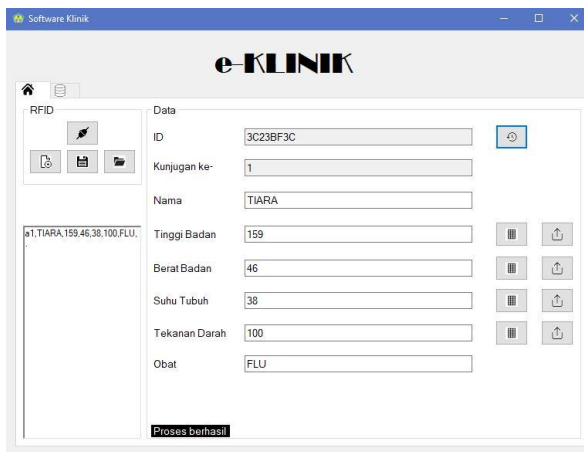 Software Klinik
e-KLINIK
RFID
Data
ID 3C23BF3C
Kunjungan ke- 1
Nama TIARA
a1,TIARA,159,46,38,100,FLU,
Tinggi Badan 159
Berat Badan 46
Suhu Tubuh 38
Tekanan Darah 100
Obat FLU
Proses berhasil